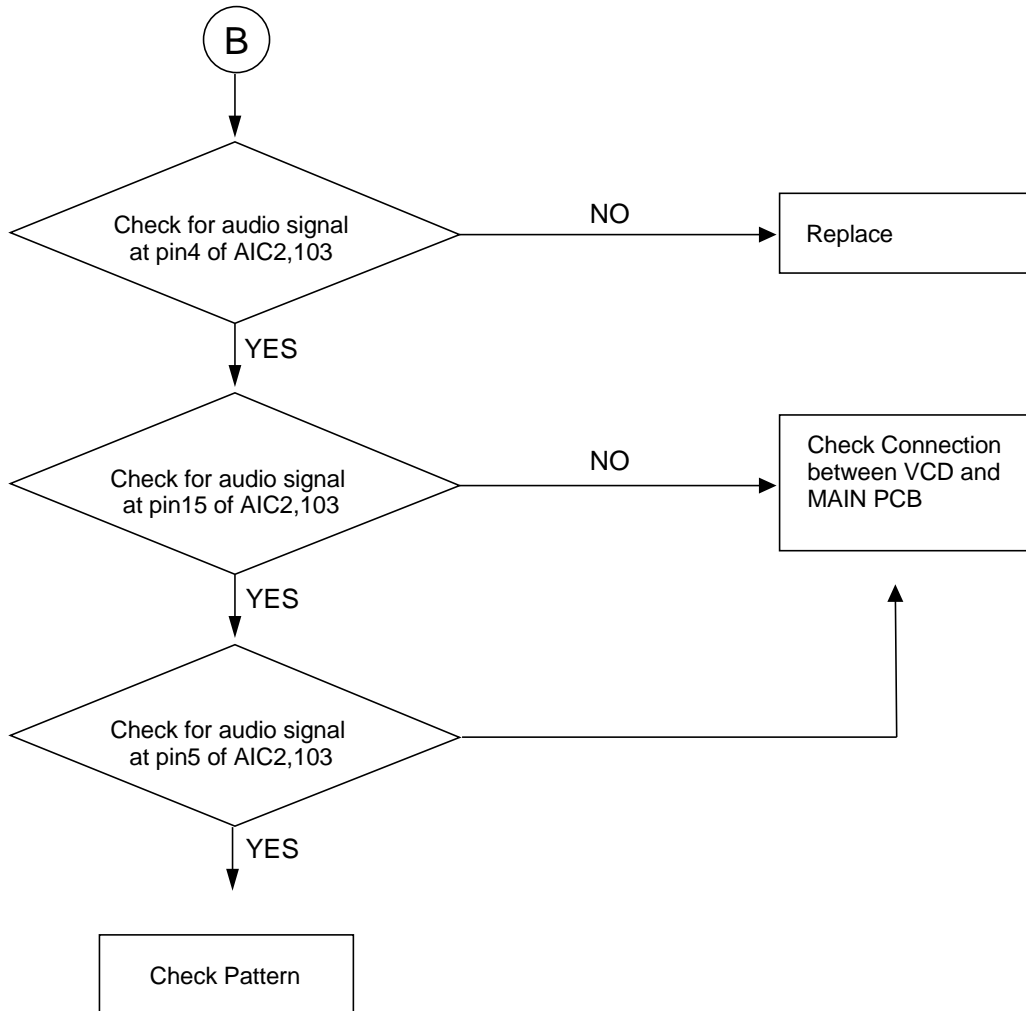 B
Check for audio signal
at pin4 of AIC2,103
NO
Replace
YES
Check for audio signal
at pin15 of AIC2,103
NO
Check Connection
between VCD and
MAIN PCB
YES
Check for audio signal
at pin5 of AIC2,103
YES
Check Pattern